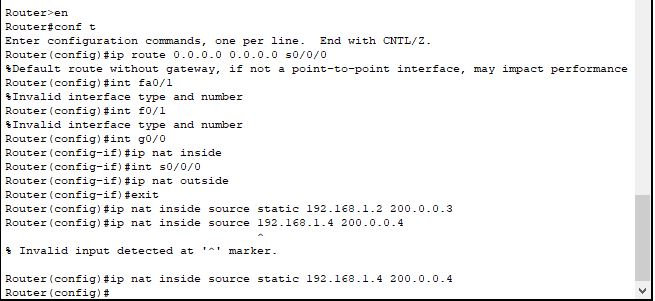 Router>en
Router#conf t
Enter configuration commands, one per line.  End with CNTL/Z.
Router(config)#ip route 0.0.0.0 0.0.0.0 s0/0/0
%Default route without gateway, if not a point-to-point interface, may impact performance
Router(config)#int fa0/1
%Invalid interface type and number
Router(config)#int f0/1
%Invalid interface type and number
Router(config)#int g0/0
Router(config-if)#ip nat inside
Router(config-if)#int s0/0/0
Router(config-if)#ip nat outside
Router(config-if)#exit
Router(config)#ip nat inside source static 192.168.1.2 200.0.0.3
Router(config)#ip nat inside source 192.168.1.4 200.0.0.4
^
% Invalid input detected at '^' marker.
Router(config)#ip nat inside source static 192.168.1.4 200.0.0.4
Router(config)#